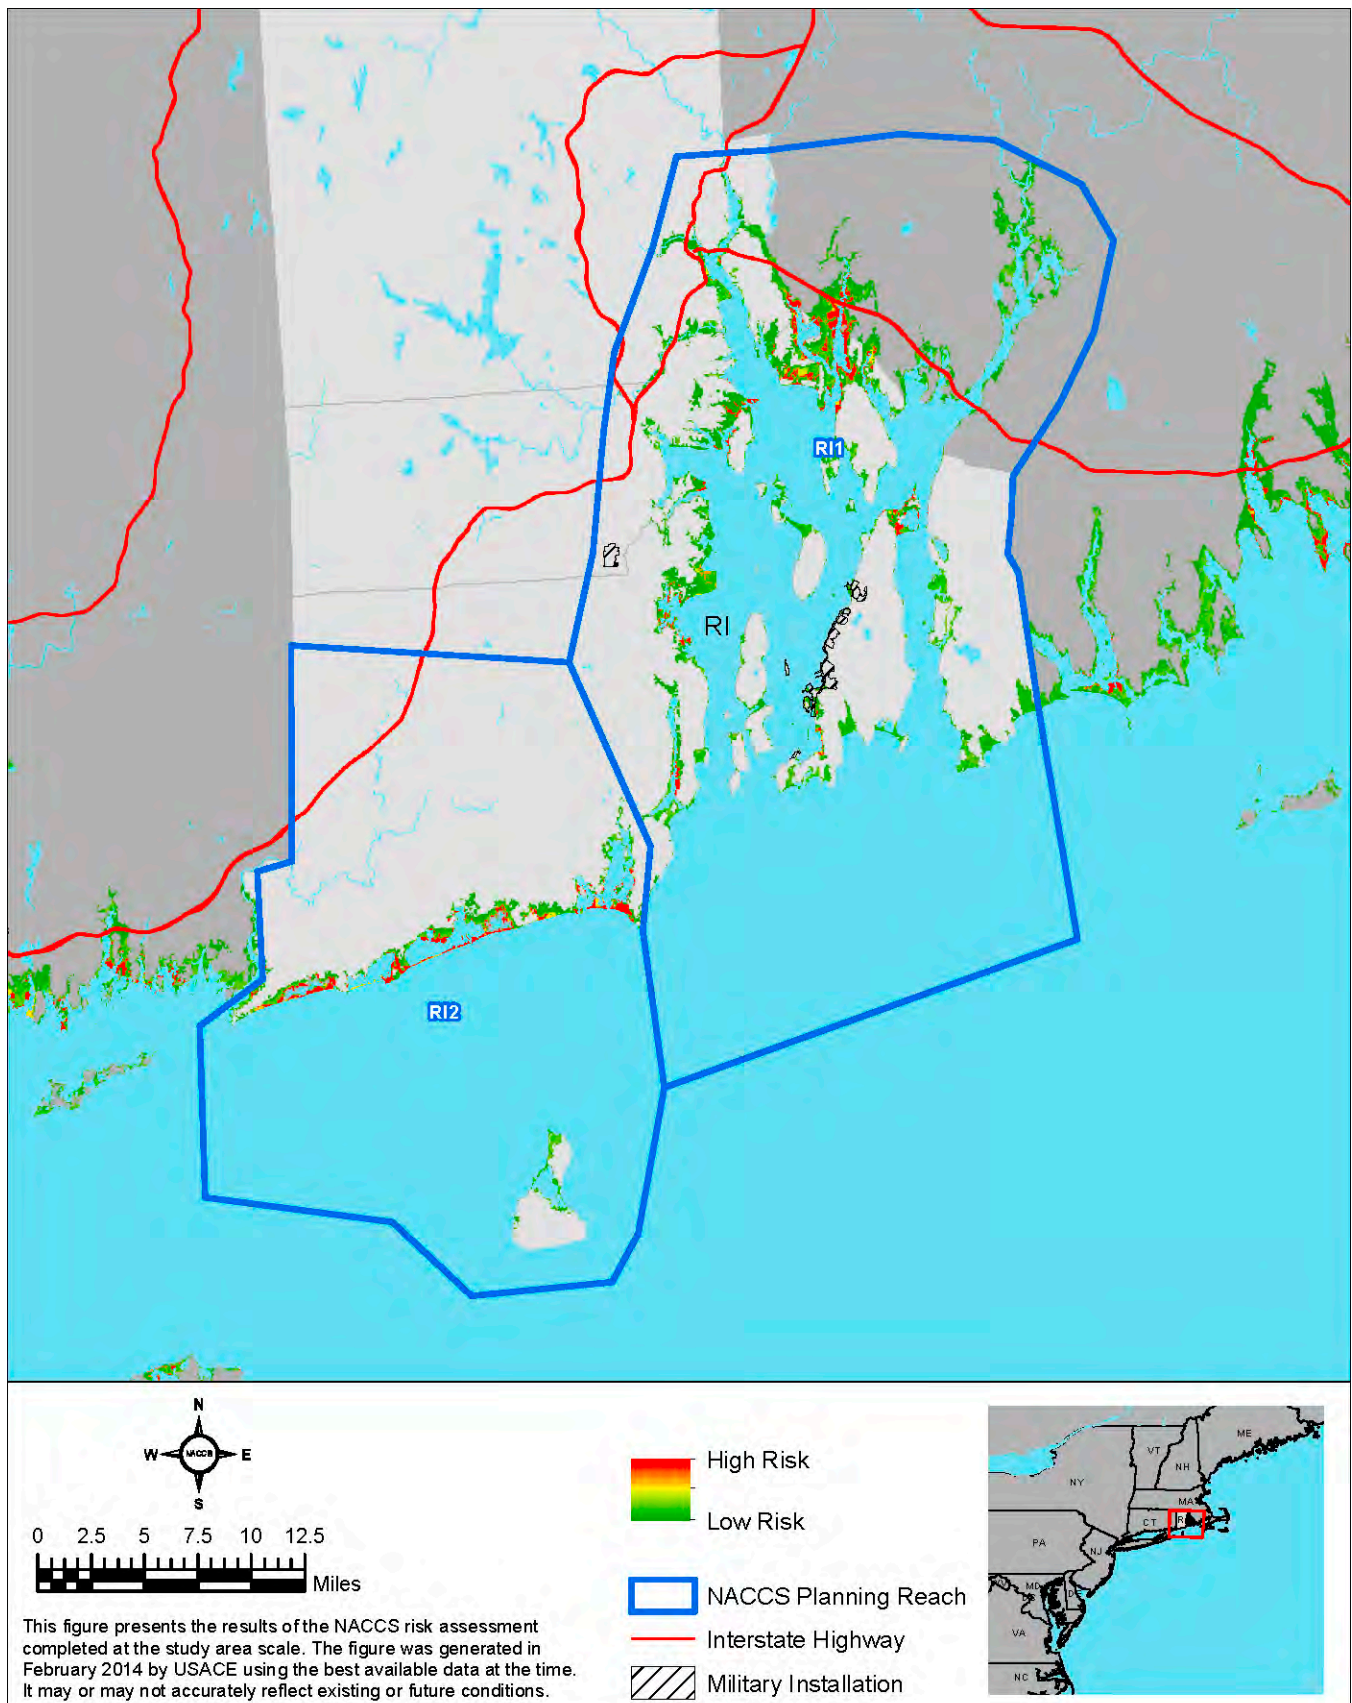 RI1
RI
RI2
N
W NACCS E
S
0 2.5 5 7.5 10 12.5
Miles
This figure presents the results of the NACCS risk assessment
completed at the study area scale. The figure was generated in
February 2014 by USACE using the best available data at the time.
It may or may not accurately reflect existing or future conditions.
High Risk
Low Risk
NACCS Planning Reach
Interstate Highway
Military Installation
ME
VT
NH
NY
MA
CT
PA
NJ
MD
VA
NC